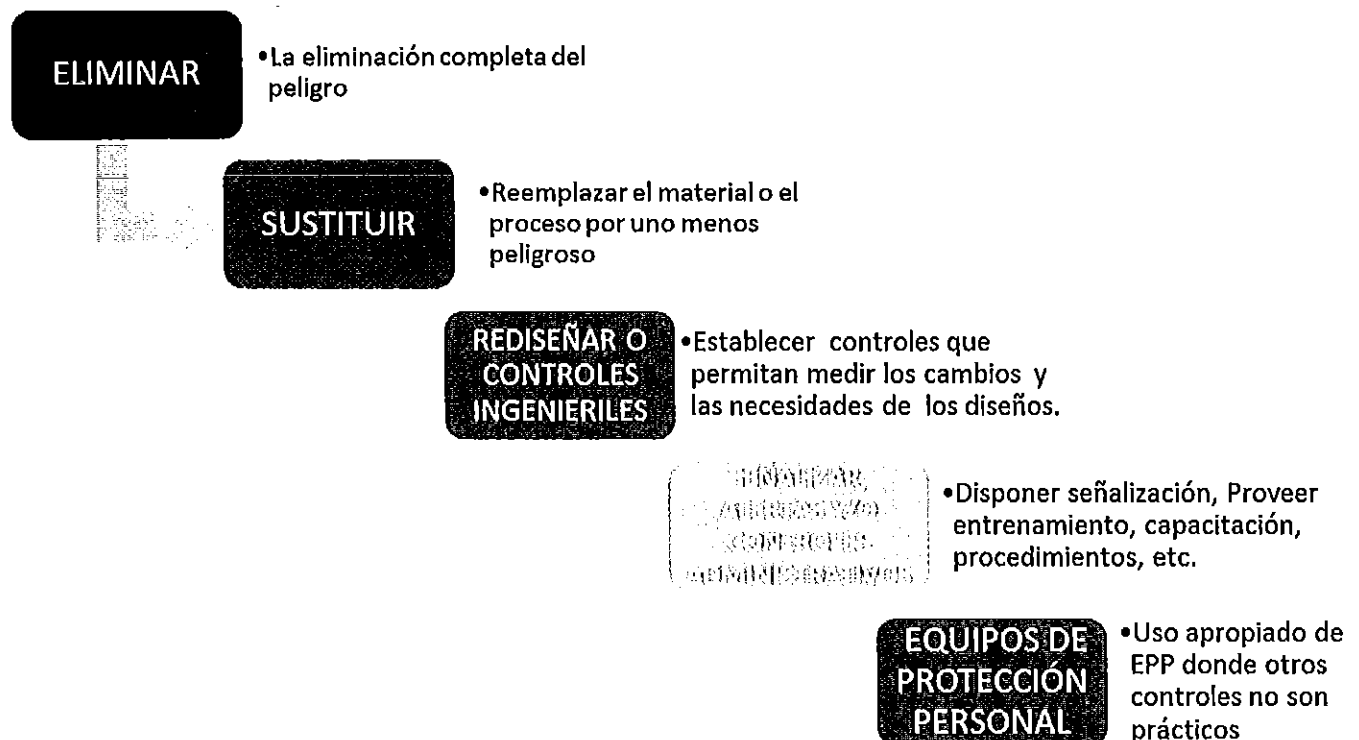 ELIMINAR
•La eliminación completa del
peligro
SUSTITUIR
•Reemplazar el material o el
proceso por uno menos
peligroso
REDISEÑAR O
CONTROLES
INGENIERILES
•Establecer controles que
permitan medir los cambios y
las necesidades de los diseños.
ADMINISTRATIVOS
•Disponer señalización, Proveer
entrenamiento, capacitación,
procedimientos, etc.
EQUIPOS DE
PROTECCIÓN
PERSONAL
•Uso apropiado de
EPP donde otros
controles no son
prácticos